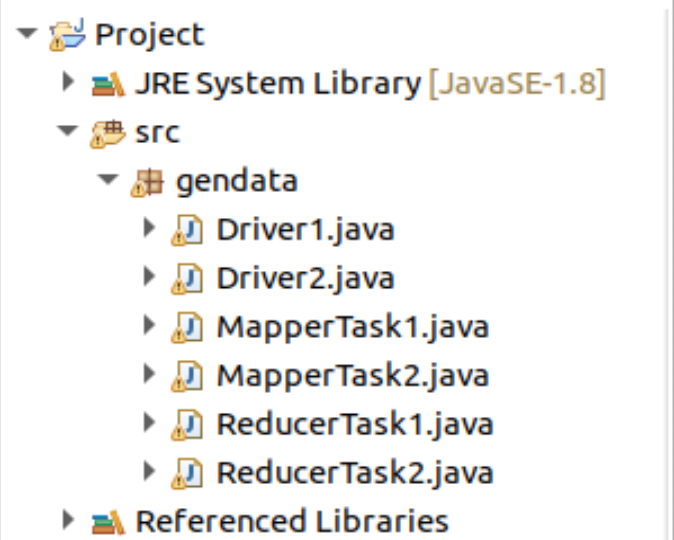 Project
JRE System Library [JavaSE-1.8]
src
gendata
Driver1.java
Driver2.java
MapperTask1.java
MapperTask2.java
ReducerTask1.java
ReducerTask2.java
Referenced Libraries